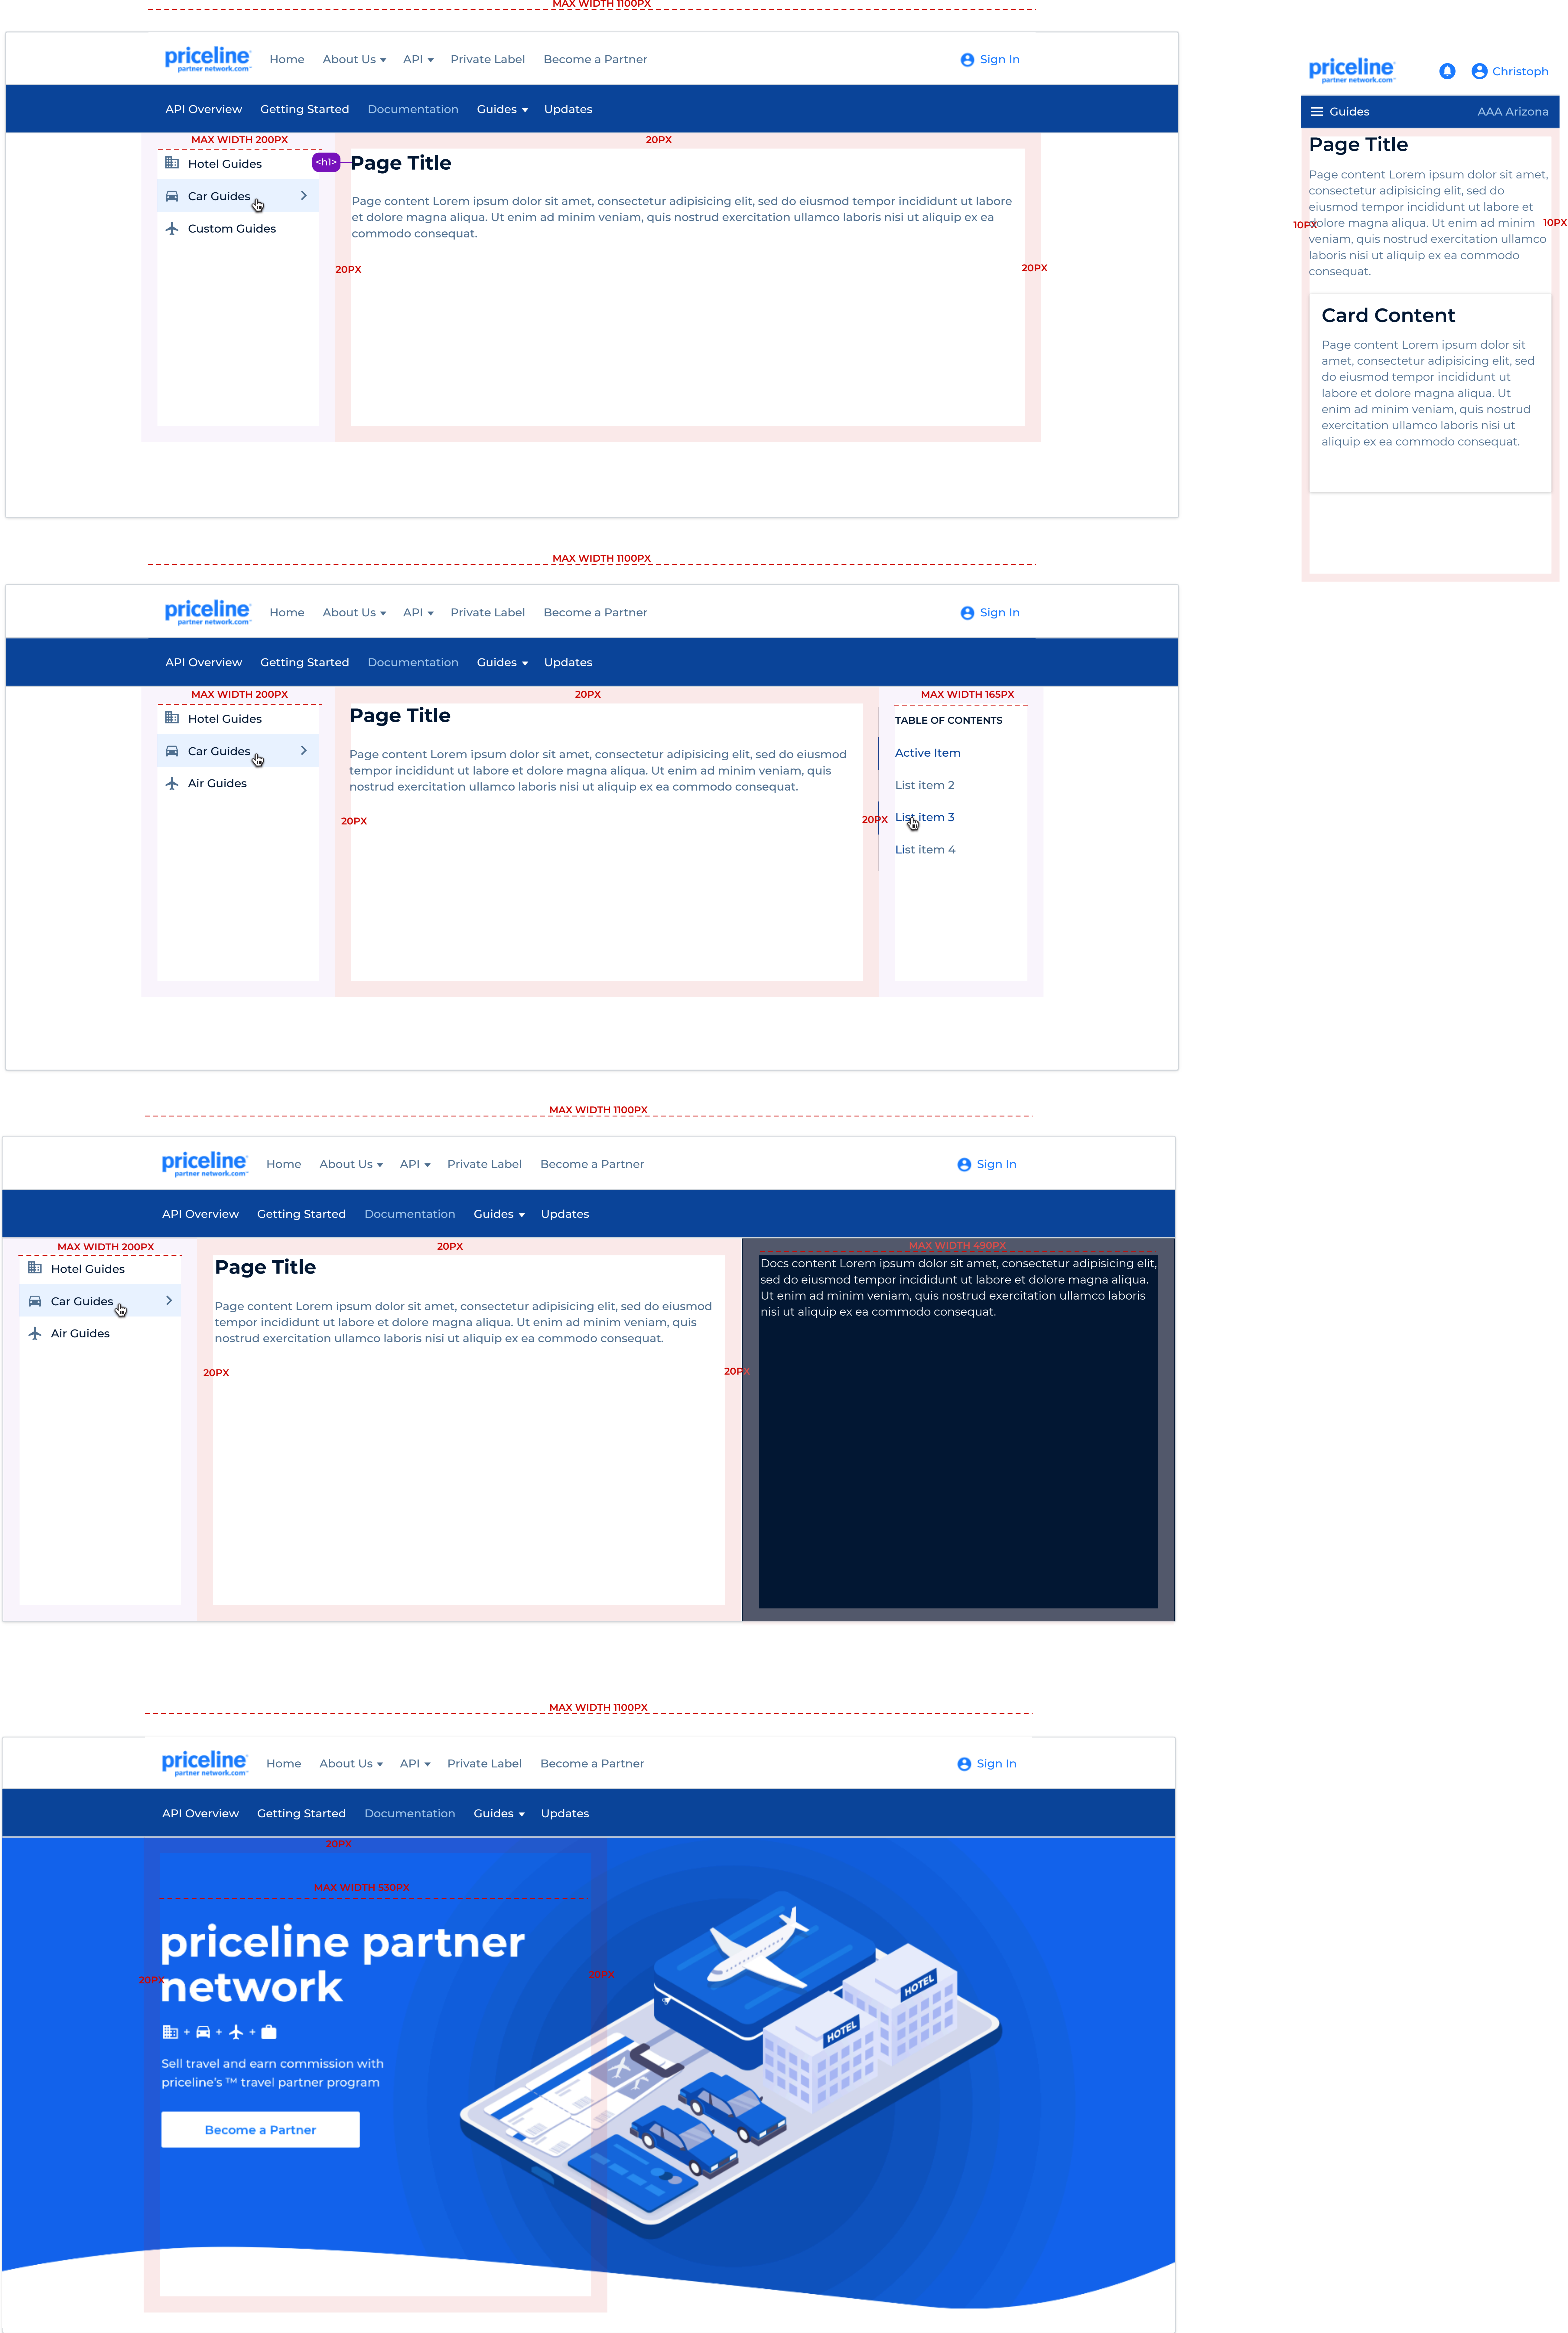 MAX WIDTH 1100PX
priceline
partner network.com
Home About Us API Private Label Become a Partner
Sign In
API Overview Getting Started Documentation Guides Updates
MAX WIDTH 200PX
Hotel Guides
Car Guides
Custom Guides
20PX
<h1>
Page Title
Page content Lorem ipsum dolor sit amet, consectetur adipisicing elit, sed do eiusmod tempor incididunt ut labore
et dolore magna aliqua. Ut enim ad minim veniam, quis nostrud exercitation ullamco laboris nisi ut aliquip ex ea
commodo consequat.
20PX
20PX
priceline
partner network.com
Christoph
Guides
AAA Arizona
Page Title
Page content Lorem ipsum dolor sit amet,
consectetur adipisicing elit, sed do
eiusmod tempor incididunt ut labore et
dolore magna aliqua. Ut enim ad minim
veniam, quis nostrud exercitation ullamco
laboris nisi ut aliquip ex ea commodo
consequat.
10PX
10PX
Card Content
Page content Lorem ipsum dolor sit
amet, consectetur adipisicing elit, sed
do eiusmod tempor incididunt ut
labore et dolore magna aliqua. Ut
enim ad minim veniam, quis nostrud
exercitation ullamco laboris nisi ut
aliquip ex ea commodo consequat.
MAX WIDTH 1100PX
priceline
partner network.com
Home About Us API Private Label Become a Partner
Sign In
API Overview Getting Started Documentation Guides Updates
MAX WIDTH 200PX
Hotel Guides
Car Guides
Air Guides
20PX
Page Title
Page content Lorem ipsum dolor sit amet, consectetur adipisicing elit, sed do eiusmod
tempor incididunt ut labore et dolore magna aliqua. Ut enim ad minim veniam, quis
nostrud exercitation ullamco laboris nisi ut aliquip ex ea commodo consequat.
20PX
20PX
MAX WIDTH 165PX
TABLE OF CONTENTS
Active Item
List item 2
List item 3
List item 4
MAX WIDTH 1100PX
priceline
partner network.com
Home About Us API Private Label Become a Partner
Sign In
API Overview Getting Started Documentation Guides Updates
MAX WIDTH 200PX
Hotel Guides
Car Guides
Air Guides
20PX
Page Title
Page content Lorem ipsum dolor sit amet, consectetur adipisicing elit, sed do eiusmod
tempor incididunt ut labore et dolore magna aliqua. Ut enim ad minim veniam, quis
nostrud exercitation ullamco laboris nisi ut aliquip ex ea commodo consequat.
20PX
20PX
MAX WIDTH 490PX
Docs content Lorem ipsum dolor sit amet, consectetur adipisicing elit,
sed do eiusmod tempor incididunt ut labore et dolore magna aliqua.
Ut enim ad minim veniam, quis nostrud exercitation ullamco laboris
nisi ut aliquip ex ea commodo consequat.
MAX WIDTH 1100PX
priceline
partner network.com
Home About Us API Private Label Become a Partner
Sign In
API Overview Getting Started Documentation Guides Updates
20PX
MAX WIDTH 530PX
priceline partner
network
20PX
20PX
+ + +
Sell travel and earn commission with
priceline's ™ travel partner program
Become a Partner
HOTEL
HOTEL